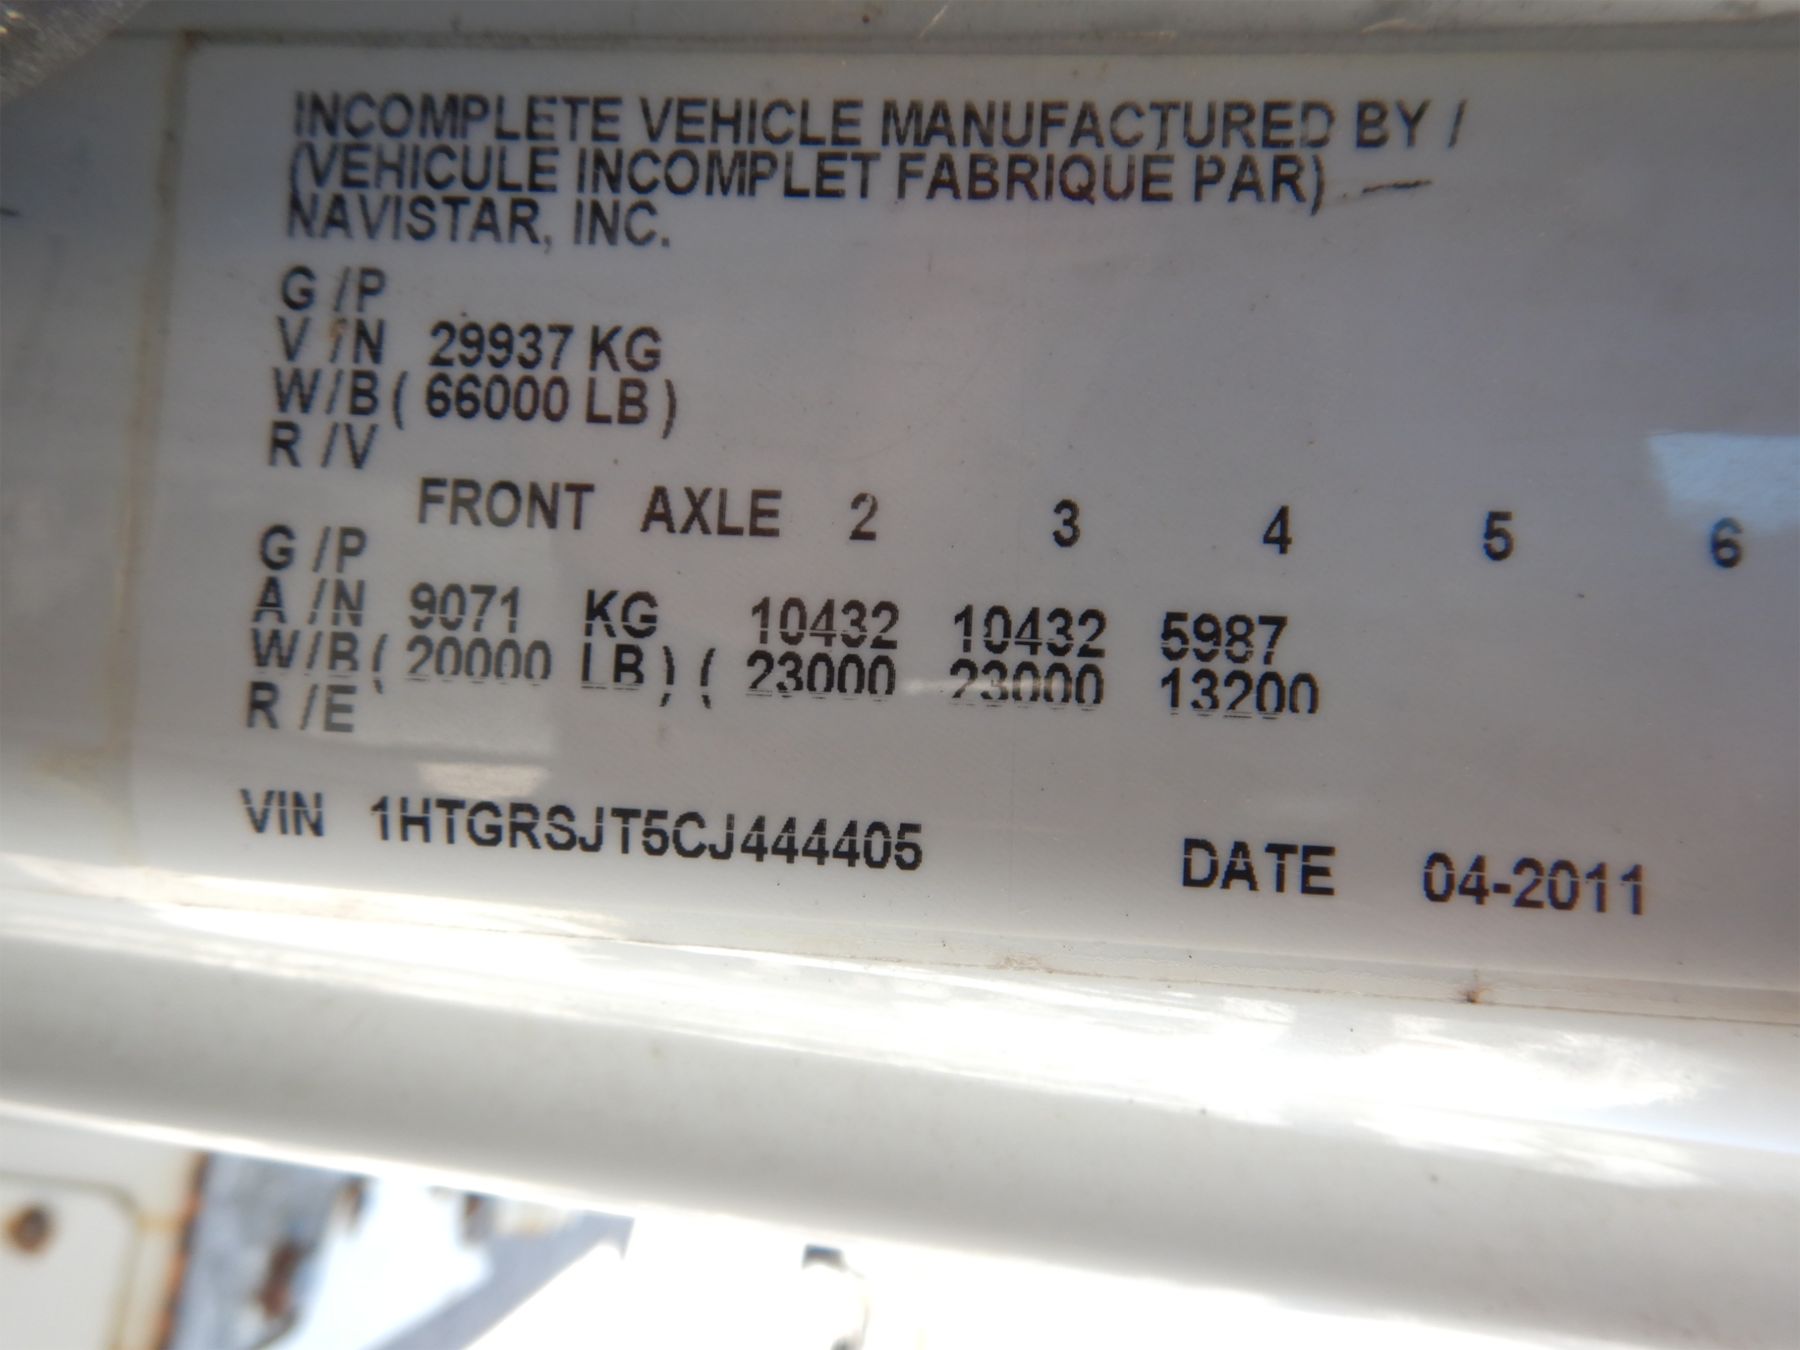 INCOMPLETE VEHICLE MANUFACTURED BY /
(VEHICULE INCOMPLET FABRIQUE PAR)
NAVISTAR, INC.
G /P
V /N 29937 KG
W/B ( 66000 LB )
R /V
FRONT AXLE 2 3 4 5 6
G /P
A /N 9071 KG 10432 10432 5987
W/B ( 20000 LB ) ( 23000 23000 13200
R /E
VIN 1HTGRSJT5CJ444405 DATE 04-2011